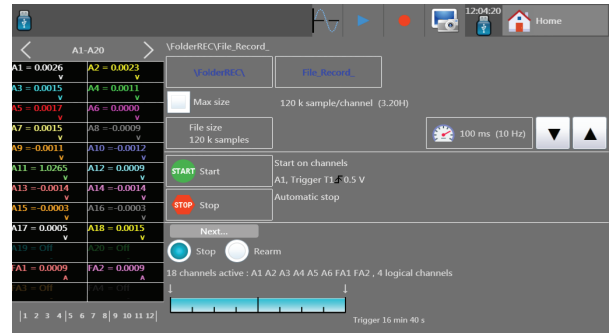 12:04:20
Home
A1-A20
\FolderREC\File_Record_
A1 = 0.0026 V
A2 = 0.0023 V
\FolderREC\
File_Record_
A3 = 0.0015 V
A4 = 0.0011 V
Max size
120 k sample/channel (3.20H)
A5 = 0.0017 V
A6 = 0.0000 V
A7 = 0.0015 V
A8 =-0.0009 V
File size
120 k samples
100 ms (10 Hz)
A9 =-0.0011 V
A10 =-0.0012 V
A11 = 1.0265 V
A12 = 0.0009 V
START Start
Start on channels
A1, Trigger T1 0.5 V
A13 =-0.0014 V
A14 =-0.0014 V
Automatic stop
A15 =-0.0003 V
A16 =-0.0003 V
STOP Stop
A17 = 0.0005 V
A18 = 0.0015 V
Next...
A19 = Off
A20 = Off
Stop
Rearm
FA1 = 0.0009 A
FA2 = 0.0009 A
18 channels active : A1 A2 A3 A4 A5 A6 FA1 FA2 , 4 logical channels
FA3 = Off
FA4 = Off
|1 2 3 4|5 6 7 8|9 10 11 12|
Trigger 16 min 40 s